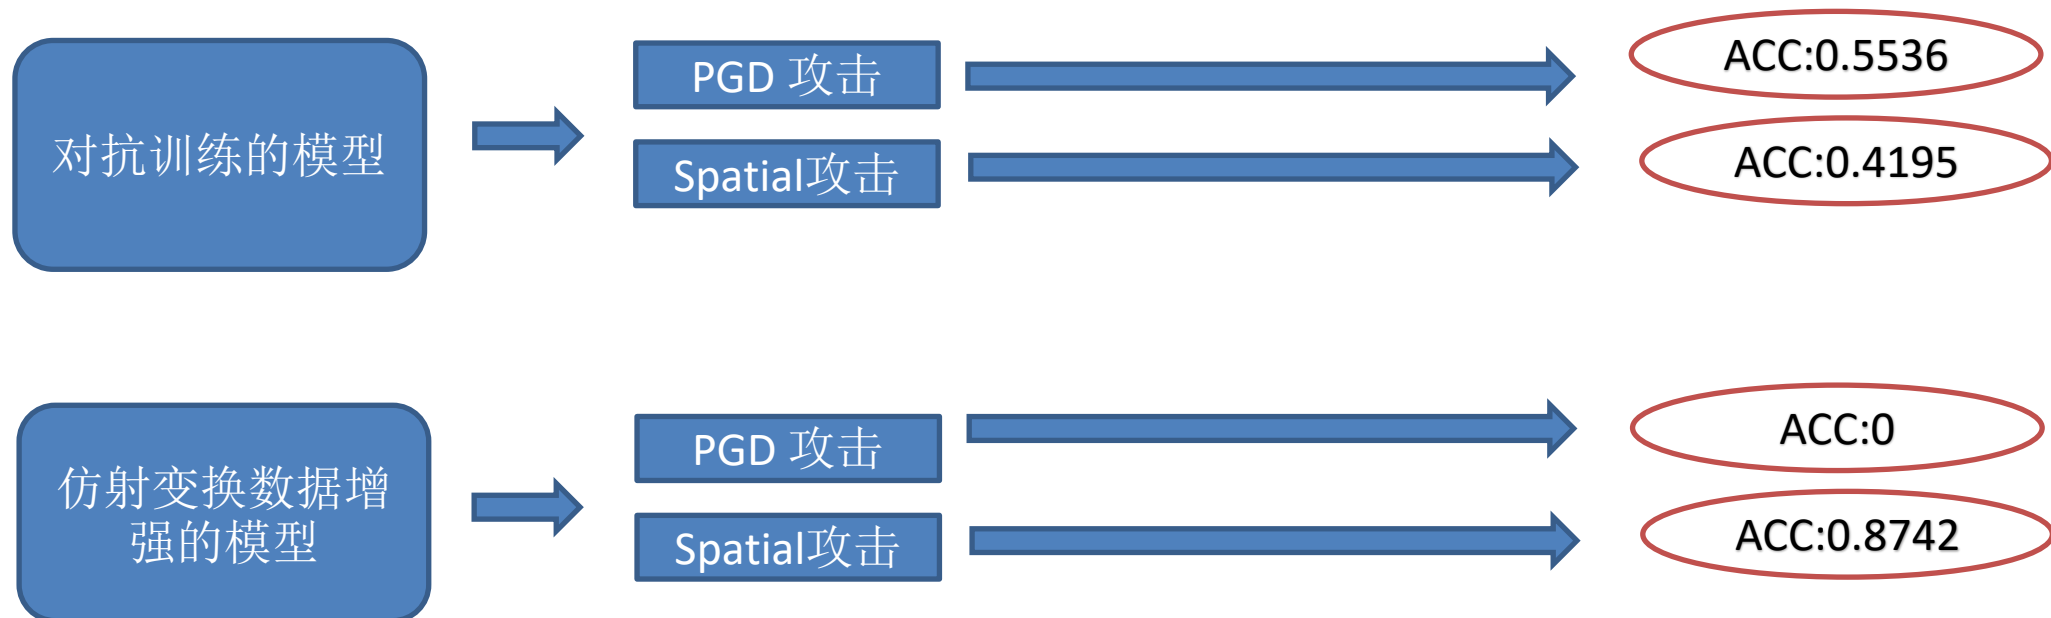 对抗训练的模型
PGD 攻击
ACC:0.5536
Spatial攻击
ACC:0.4195
仿射变换数据增
强的模型
PGD 攻击
ACC:0
Spatial攻击
ACC:0.8742